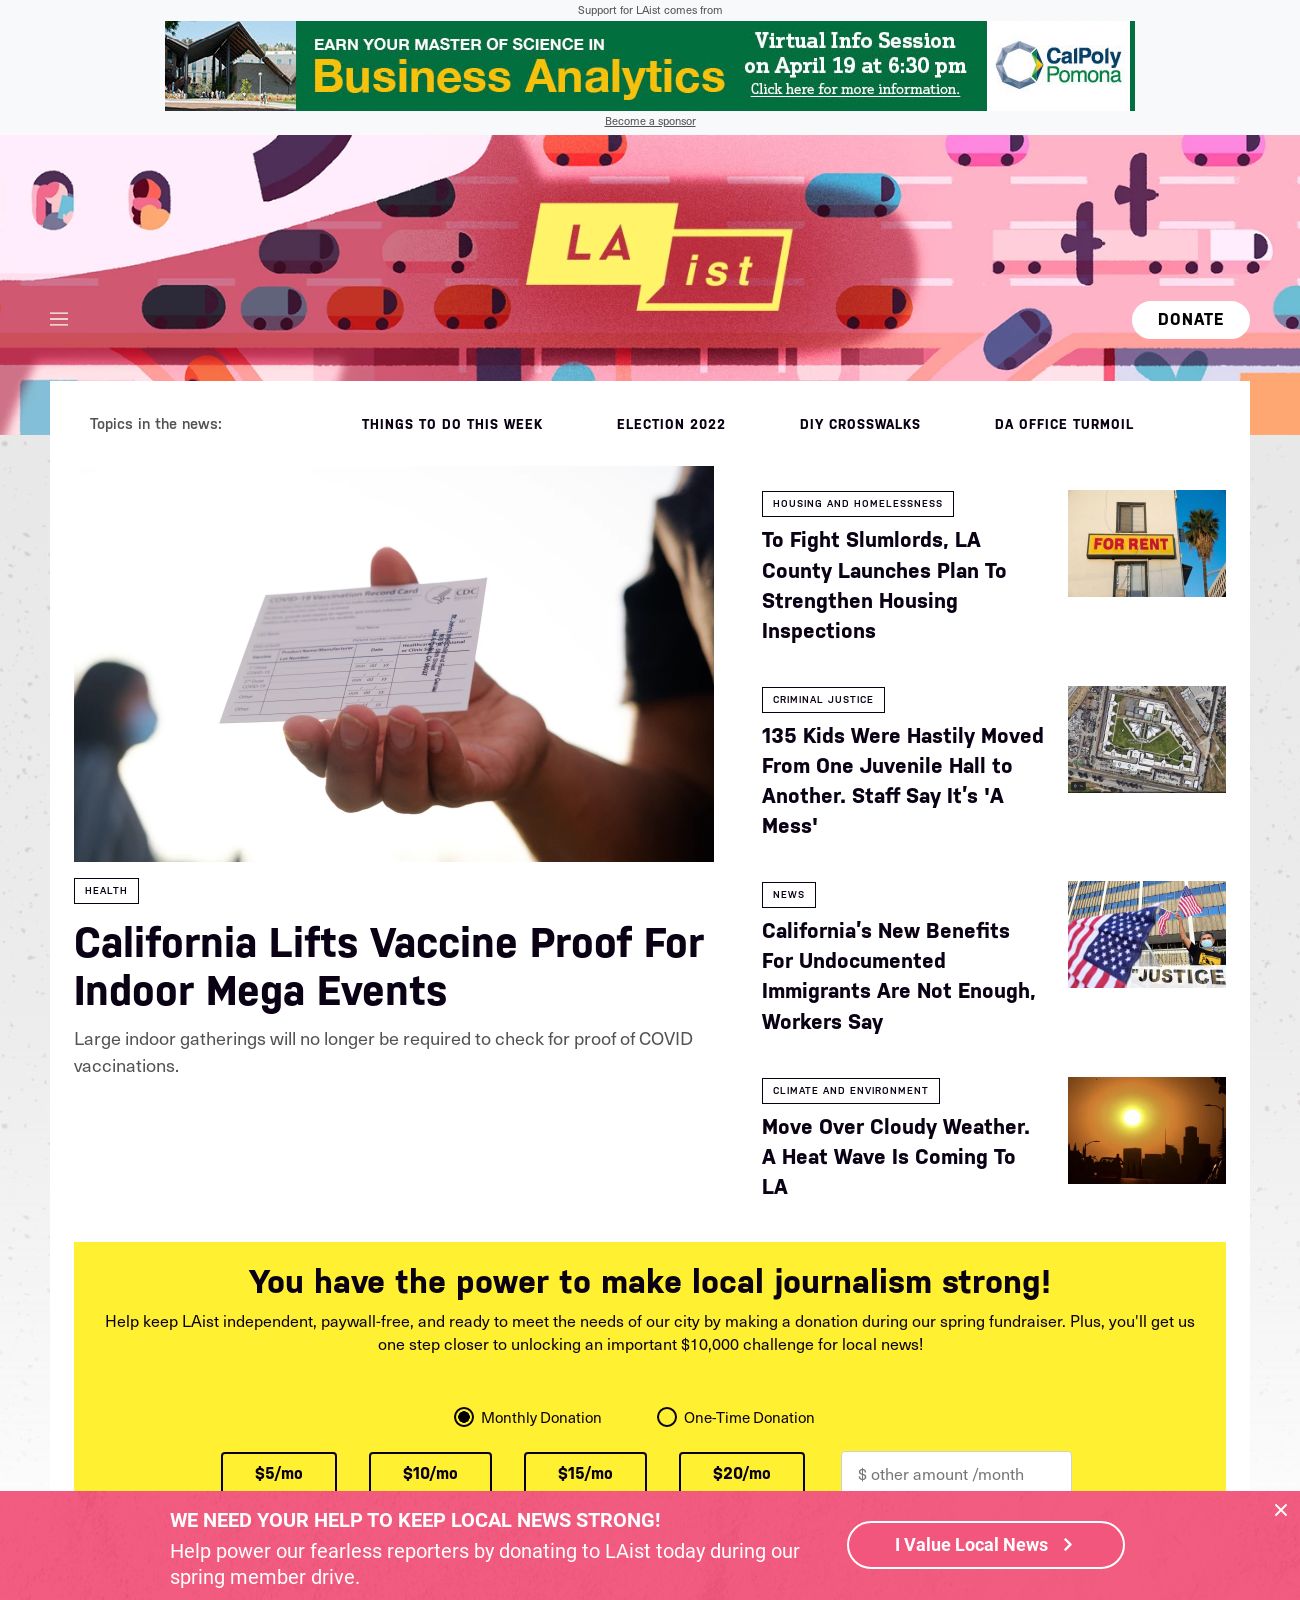 Support for LAist comes from
EARN YOUR MASTER OF SCIENCE IN
Business Analytics
Virtual Info Session
on April 19 at 6:30 pm
Click here for more information.
CalPoly
Pomona
Become a sponsor
LA
ist
DONATE
Topics in the news:
THINGS TO DO THIS WEEK
ELECTION 2022
DIY CROSSWALKS
DA OFFICE TURMOIL
COVID-19 Vaccination Record Card
CDC
HEALTH
California Lifts Vaccine Proof For
Indoor Mega Events
Large indoor gatherings will no longer be required to check for proof of COVID
vaccinations.
HOUSING AND HOMELESSNESS
To Fight Slumlords, LA
County Launches Plan To
Strengthen Housing
Inspections
FOR RENT
CRIMINAL JUSTICE
135 Kids Were Hastily Moved
From One Juvenile Hall to
Another. Staff Say It’s 'A
Mess'
NEWS
California’s New Benefits
For Undocumented
Immigrants Are Not Enough,
Workers Say
JUSTICE
CLIMATE AND ENVIRONMENT
Move Over Cloudy Weather.
A Heat Wave Is Coming To
LA
You have the power to make local journalism strong!
Help keep LAist independent, paywall-free, and ready to meet the needs of our city by making a donation during our spring fundraiser. Plus, you'll get us
one step closer to unlocking an important $10,000 challenge for local news!
Monthly Donation
One-Time Donation
$5/mo
$10/mo
$15/mo
$20/mo
$ other amount /month
WE NEED YOUR HELP TO KEEP LOCAL NEWS STRONG!
Help power our fearless reporters by donating to LAist today during our
spring member drive.
I Value Local News